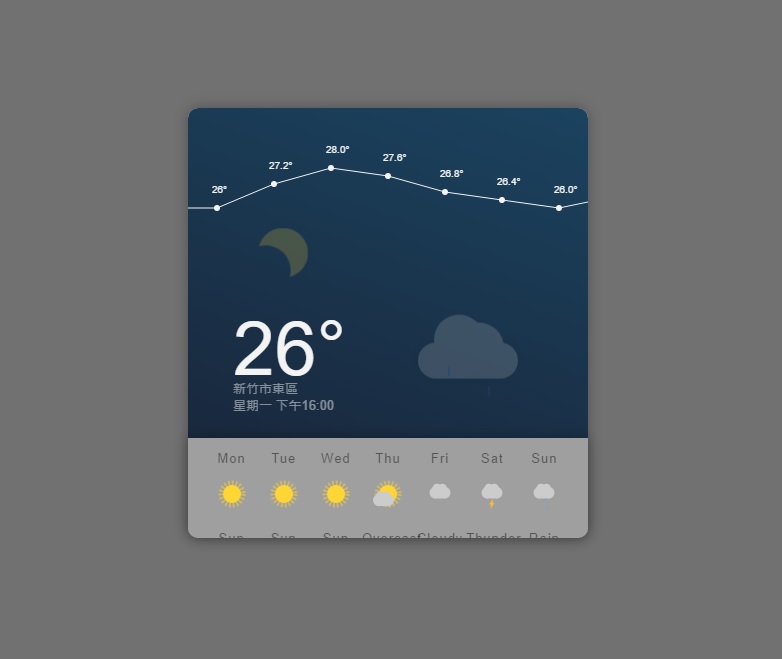 26° 27.2° 28.0° 27.6° 26.8° 26.4° 26.0°
26°
新竹市東區
星期一 下午16:00
Mon Tue Wed Thu Fri Sat Sun
Sun Sun Sun Overcast Cloudy Thunder Rain